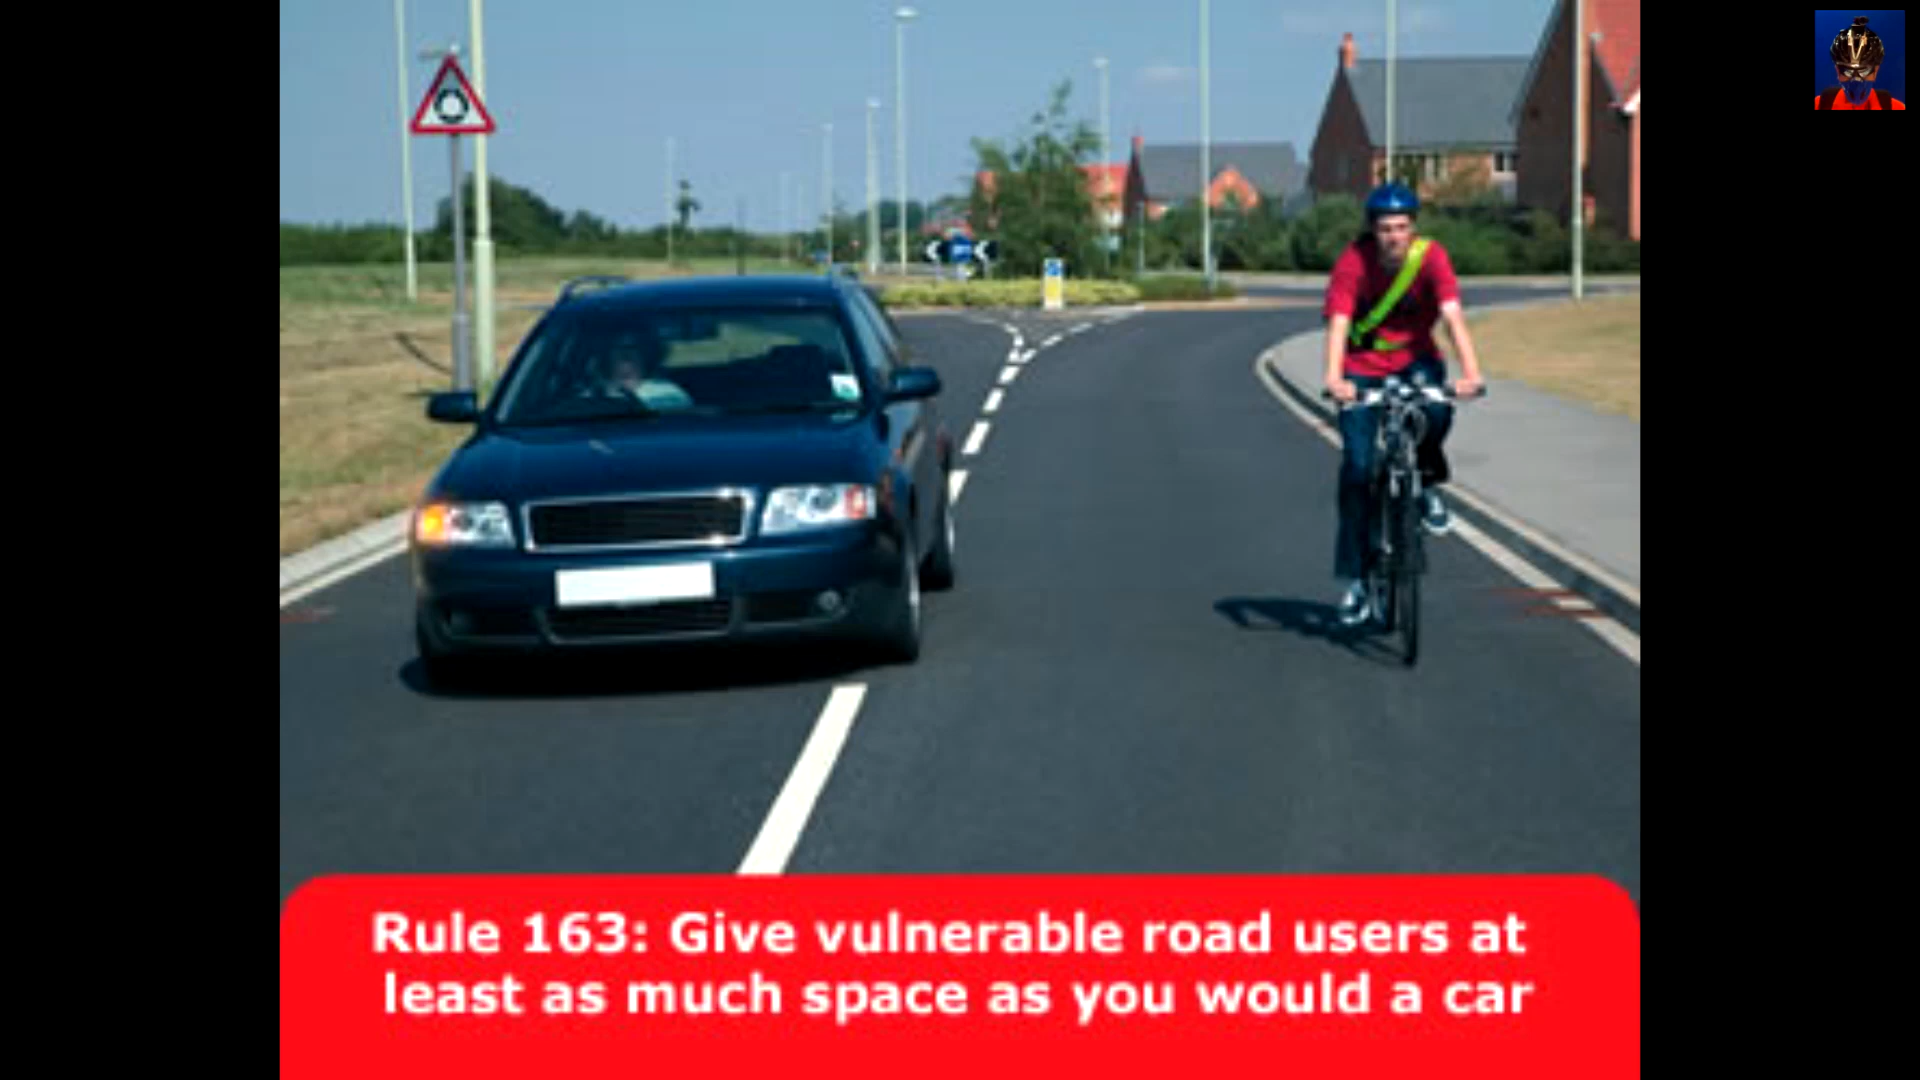 Rule 163: Give vulnerable road users at
least as much space as you would a car